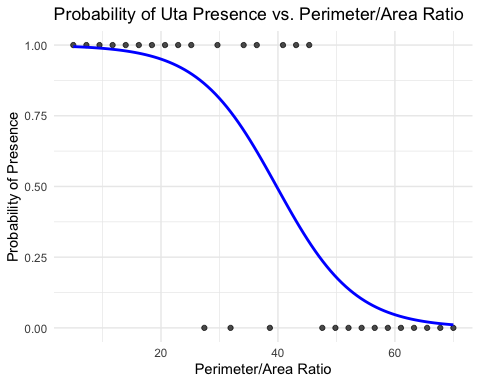 Probability of Uta Presence vs. Perimeter/Area Ratio
1.00
0.75
0.50
0.25
0.00
Probability of Presence
20 40 60
Perimeter/Area Ratio